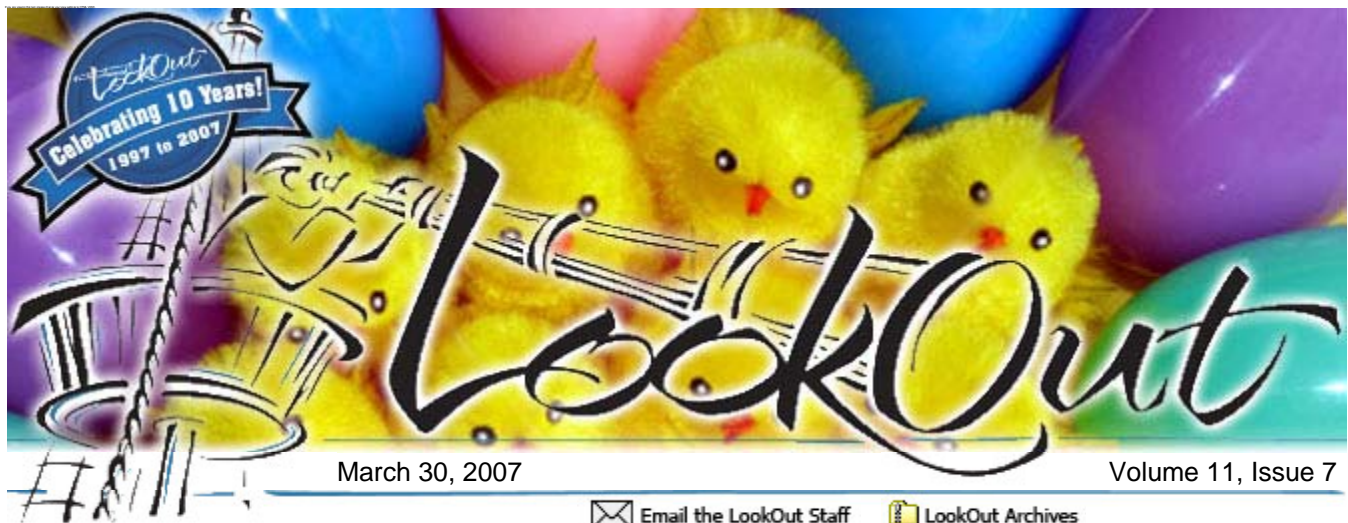 LookOut
Celebrating 10 Years!
1997 to 2007
LookOut
March 30, 2007
Volume 11, Issue 7
Email the LookOut Staff
LookOut Archives